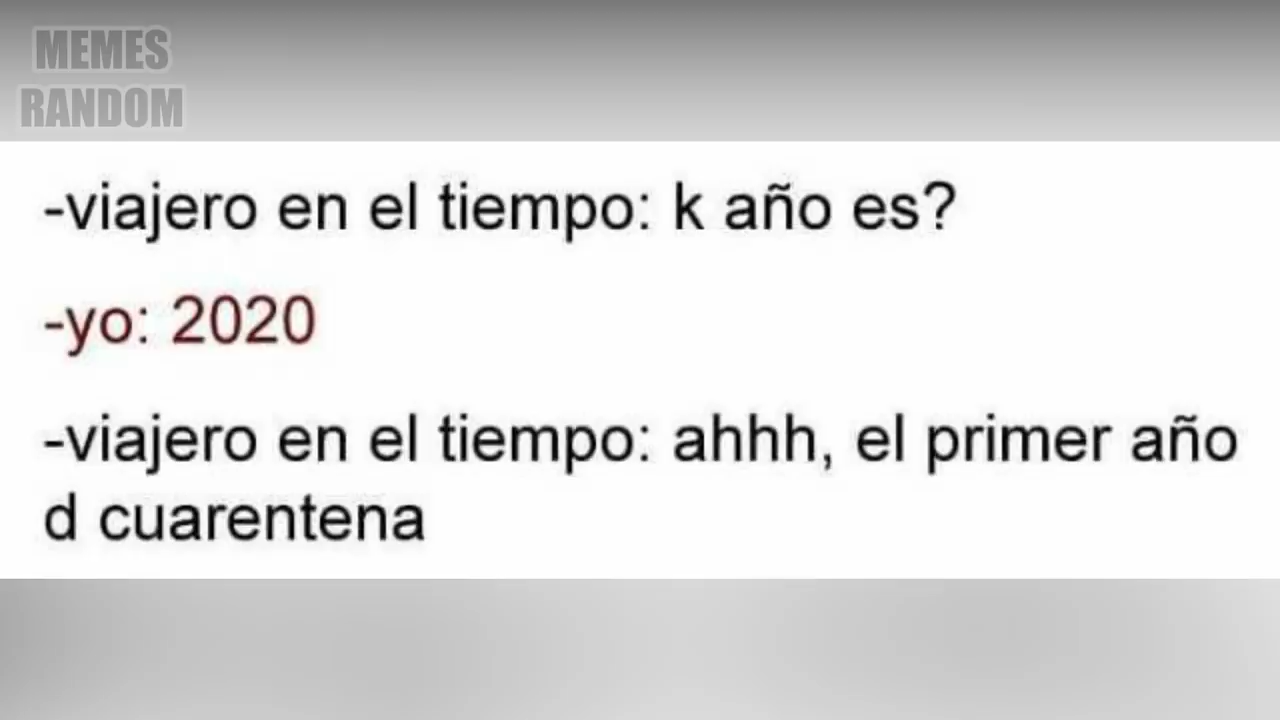 MEMES
RANDOM
-viajero en el tiempo: k año es?
-yo: 2020
-viajero en el tiempo: ahhh, el primer año
d cuarentena